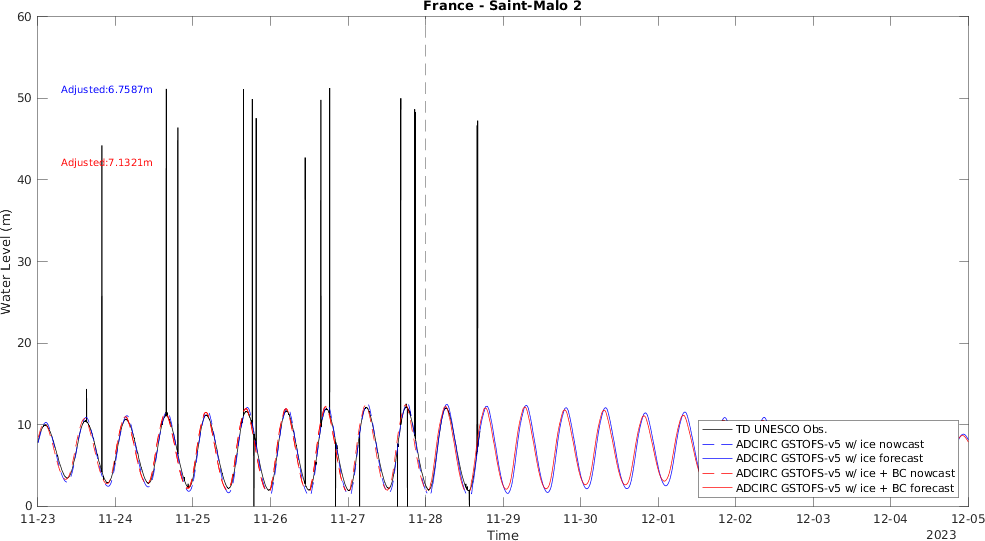 France - Saint-Malo 2
60
50
40
30
20
10
0
Water Level (m)
Adjusted:6.7587m
Adjusted:7.1321m
TD UNESCO Obs.
ADCIRC GSTOFS-v5 w/ ice nowcast
ADCIRC GSTOFS-v5 w/ ice forecast
ADCIRC GSTOFS-v5 w/ ice + BC nowcast
ADCIRC GSTOFS-v5 w/ ice + BC forecast
11-23 11-24 11-25 11-26 11-27 11-28 11-29 11-30 12-01 12-02 12-03 12-04 12-05
Time
2023